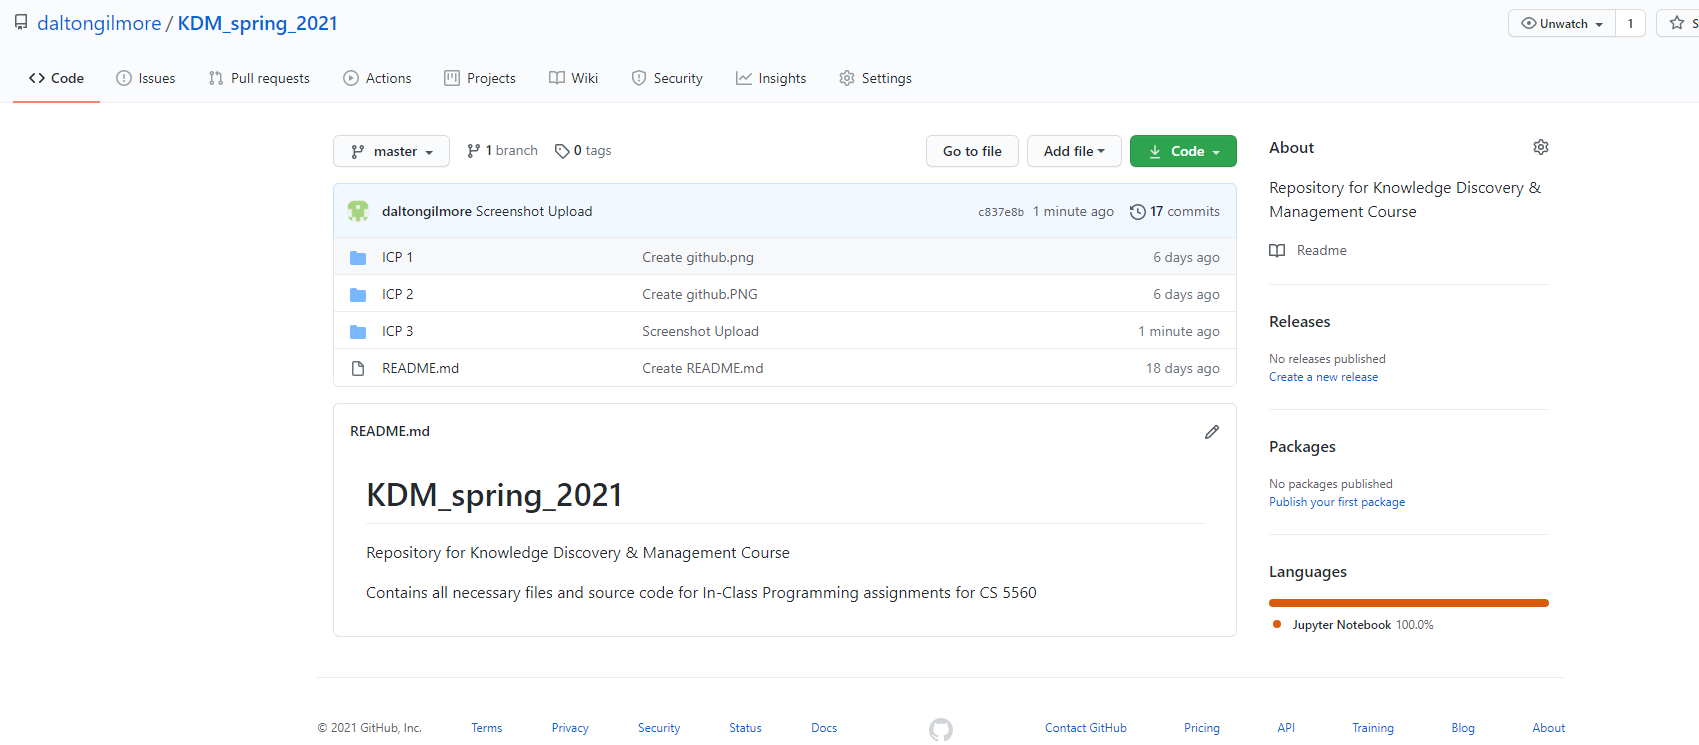 daltongilmore / KDM_spring_2021
Unwatch 1 S
Code Issues Pull requests Actions Projects Wiki Security Insights Settings
master 1 branch 0 tags Go to file Add file Code
daltongilmore Screenshot Upload c837e8b 1 minute ago 17 commits
ICP 1 Create github.png 6 days ago
ICP 2 Create github.PNG 6 days ago
ICP 3 Screenshot Upload 1 minute ago
README.md Create README.md 18 days ago
README.md
KDM_spring_2021
Repository for Knowledge Discovery & Management Course
Contains all necessary files and source code for In-Class Programming assignments for CS 5560
About
Repository for Knowledge Discovery &
Management Course
Readme
Releases
No releases published
Create a new release
Packages
No packages published
Publish your first package
Languages
Jupyter Notebook 100.0%
© 2021 GitHub, Inc. Terms Privacy Security Status Docs Contact GitHub Pricing API Training Blog About